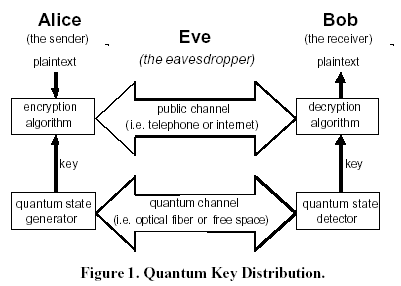 Alice
(the sender)
plaintext
Eve
(the eavesdropper)
Bob
(the receiver)
plaintext
encryption
algorithm
public channel
(i.e. telephone or internet)
decryption
algorithm
key
key
quantum state
generator
quantum channel
(i.e. optical fiber or free space)
quantum state
detector
Figure 1. Quantum Key Distribution.